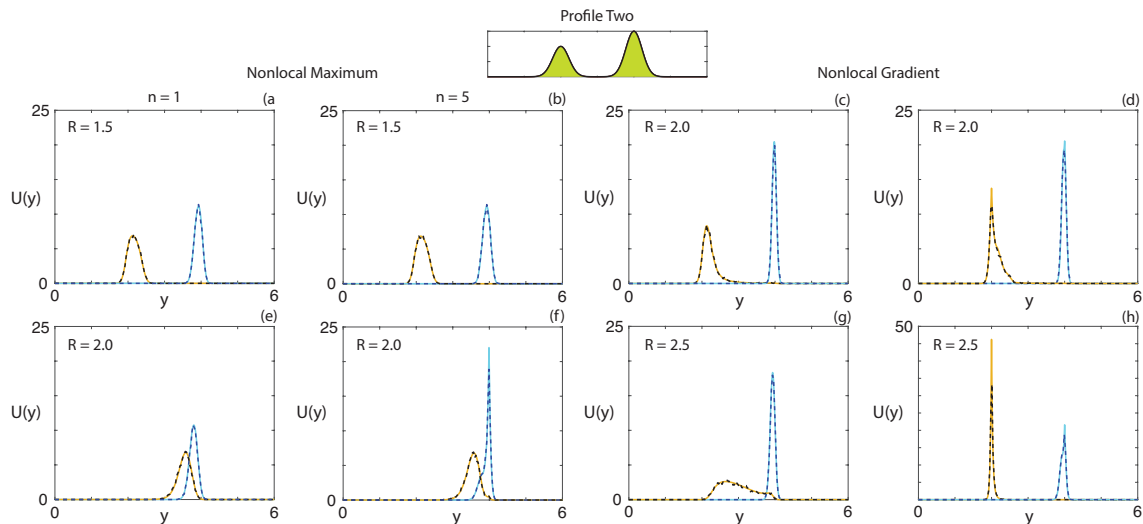 Profile Two
Nonlocal Maximum
Nonlocal Gradient
n = 1
n = 5
(a
(b)
(c)
(d)
25
R = 1.5
U(y)
0
0
y
6
25
R = 1.5
U(y)
0
0
y
6
25
R = 2.0
U(y)
0
0
y
6
25
R = 2.0
U(y)
0
0
y
6
(e)
(f)
(g)
(h)
25
R = 2.0
U(y)
0
0
y
6
25
R = 2.0
U(y)
0
0
y
6
25
R = 2.5
U(y)
0
0
y
6
50
R = 2.5
U(y)
0
0
y
6